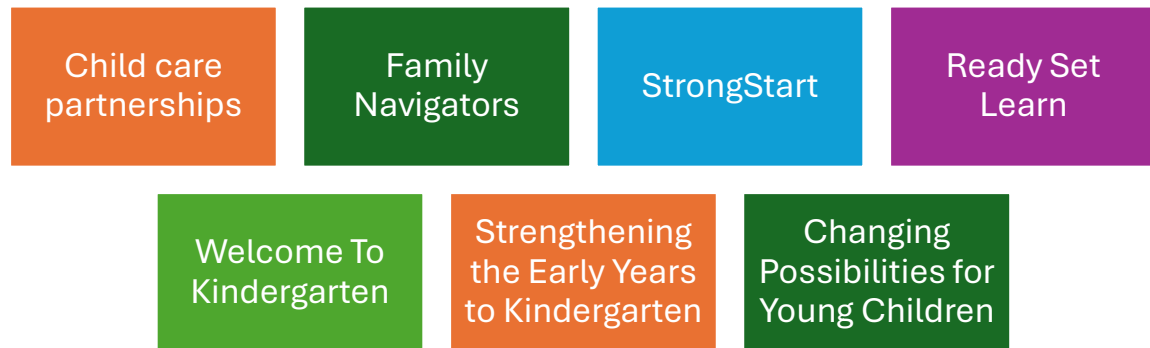 Child care
partnerships
Family
Navigators
StrongStart
Ready Set
Learn
Welcome To
Kindergarten
Strengthening
the Early Years
to Kindergarten
Changing
Possibilities for
Young Children